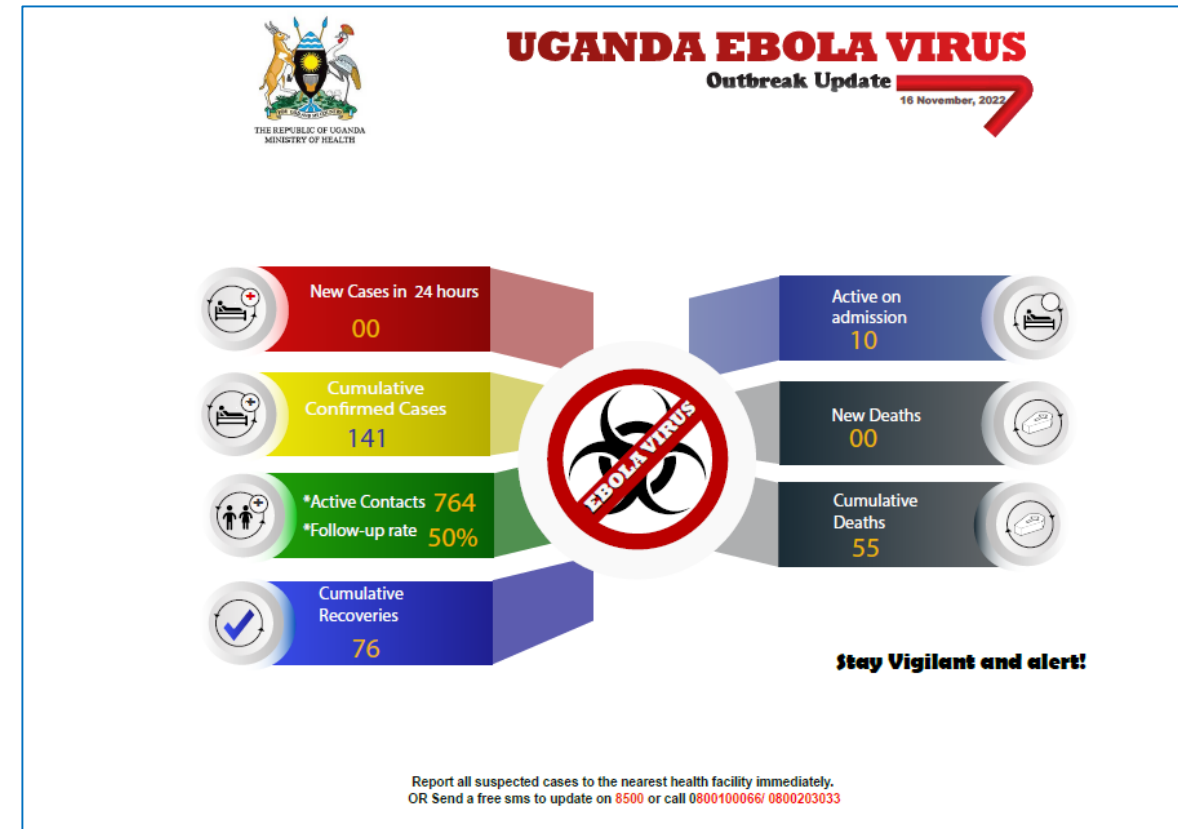 THE REPUBLIC OF UGANDA
MINISTRY OF HEALTH
UGANDA EBOLA VIRUS
Outbreak Update
16 November, 2022
New Cases in 24 hours
00
Cumulative
Confirmed Cases
141
*Active Contacts 764
*Follow-up rate 50%
Cumulative
Recoveries
76
EBOLA VIRUS
Active on
admission
10
New Deaths
00
Cumulative
Deaths
55
Stay Vigilant and alert!
Report all suspected cases to the nearest health facility immediately.
OR Send a free sms to update on 8500 or call 0800100066/ 0800203033